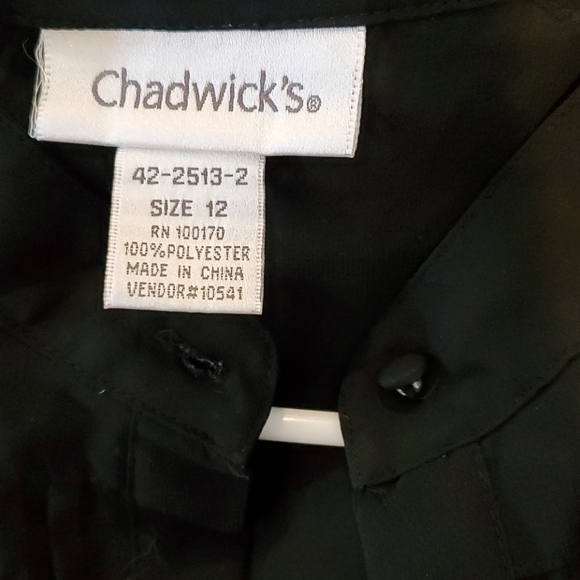 Chadwick's®
42-2513-2
SIZE 12
RN 100170
100%POLYESTER
MADE IN CHINA
VENDOR#10541